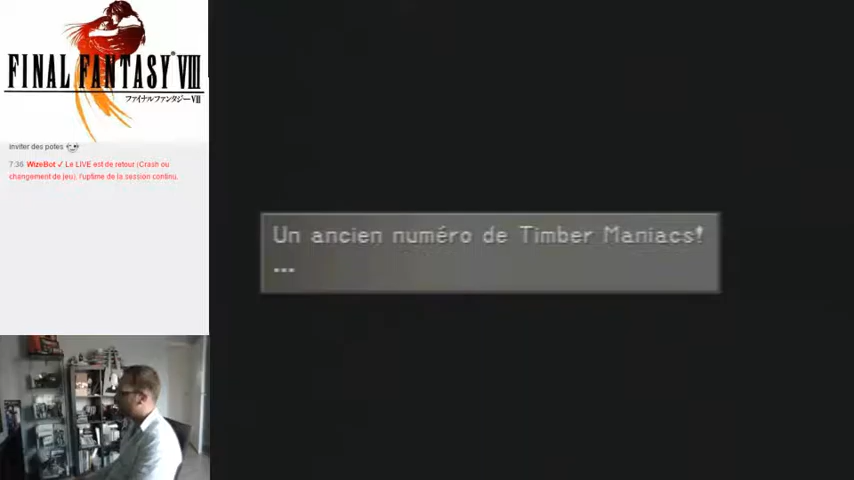 FINAL FANTASY VIII
ファイナルファンタジーVIII
inviter des potes
7:36 WizeBot ✓ Le LIVE est de retour (Crash ou
changement de jeu), l'uptime de la session continu.
Un ancien numéro de Timber Maniacs!
...